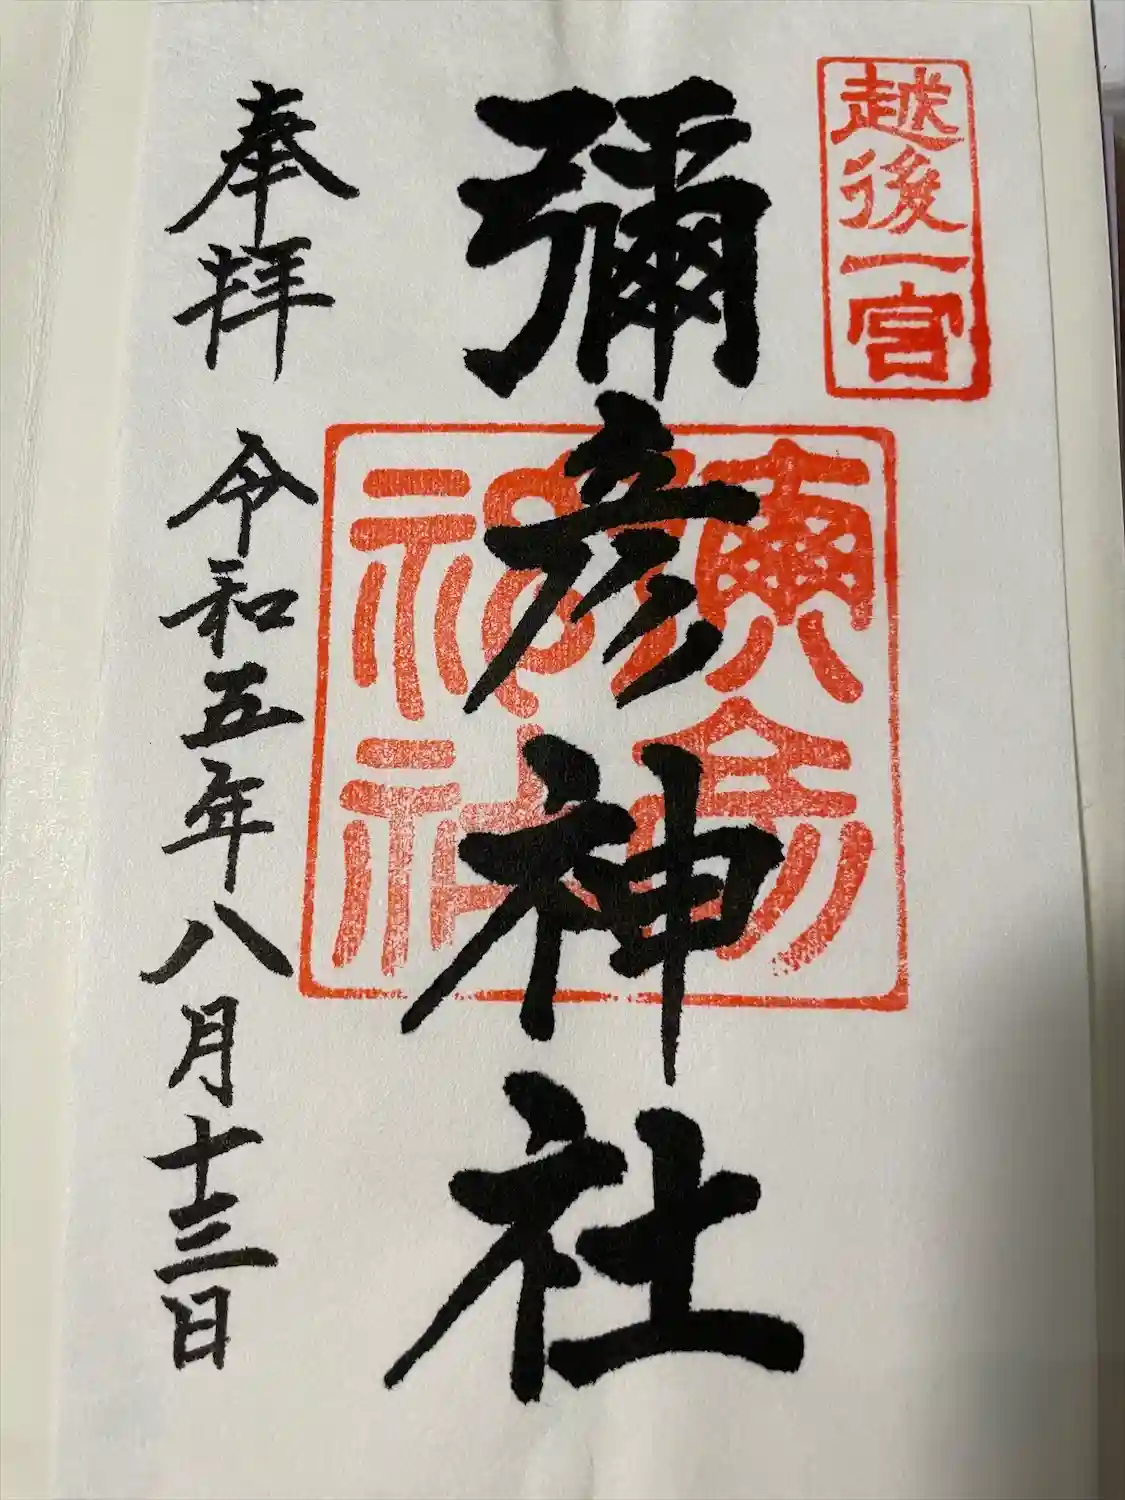 越後一宮
彌彦神社
奉拝
令和五年八月十三日